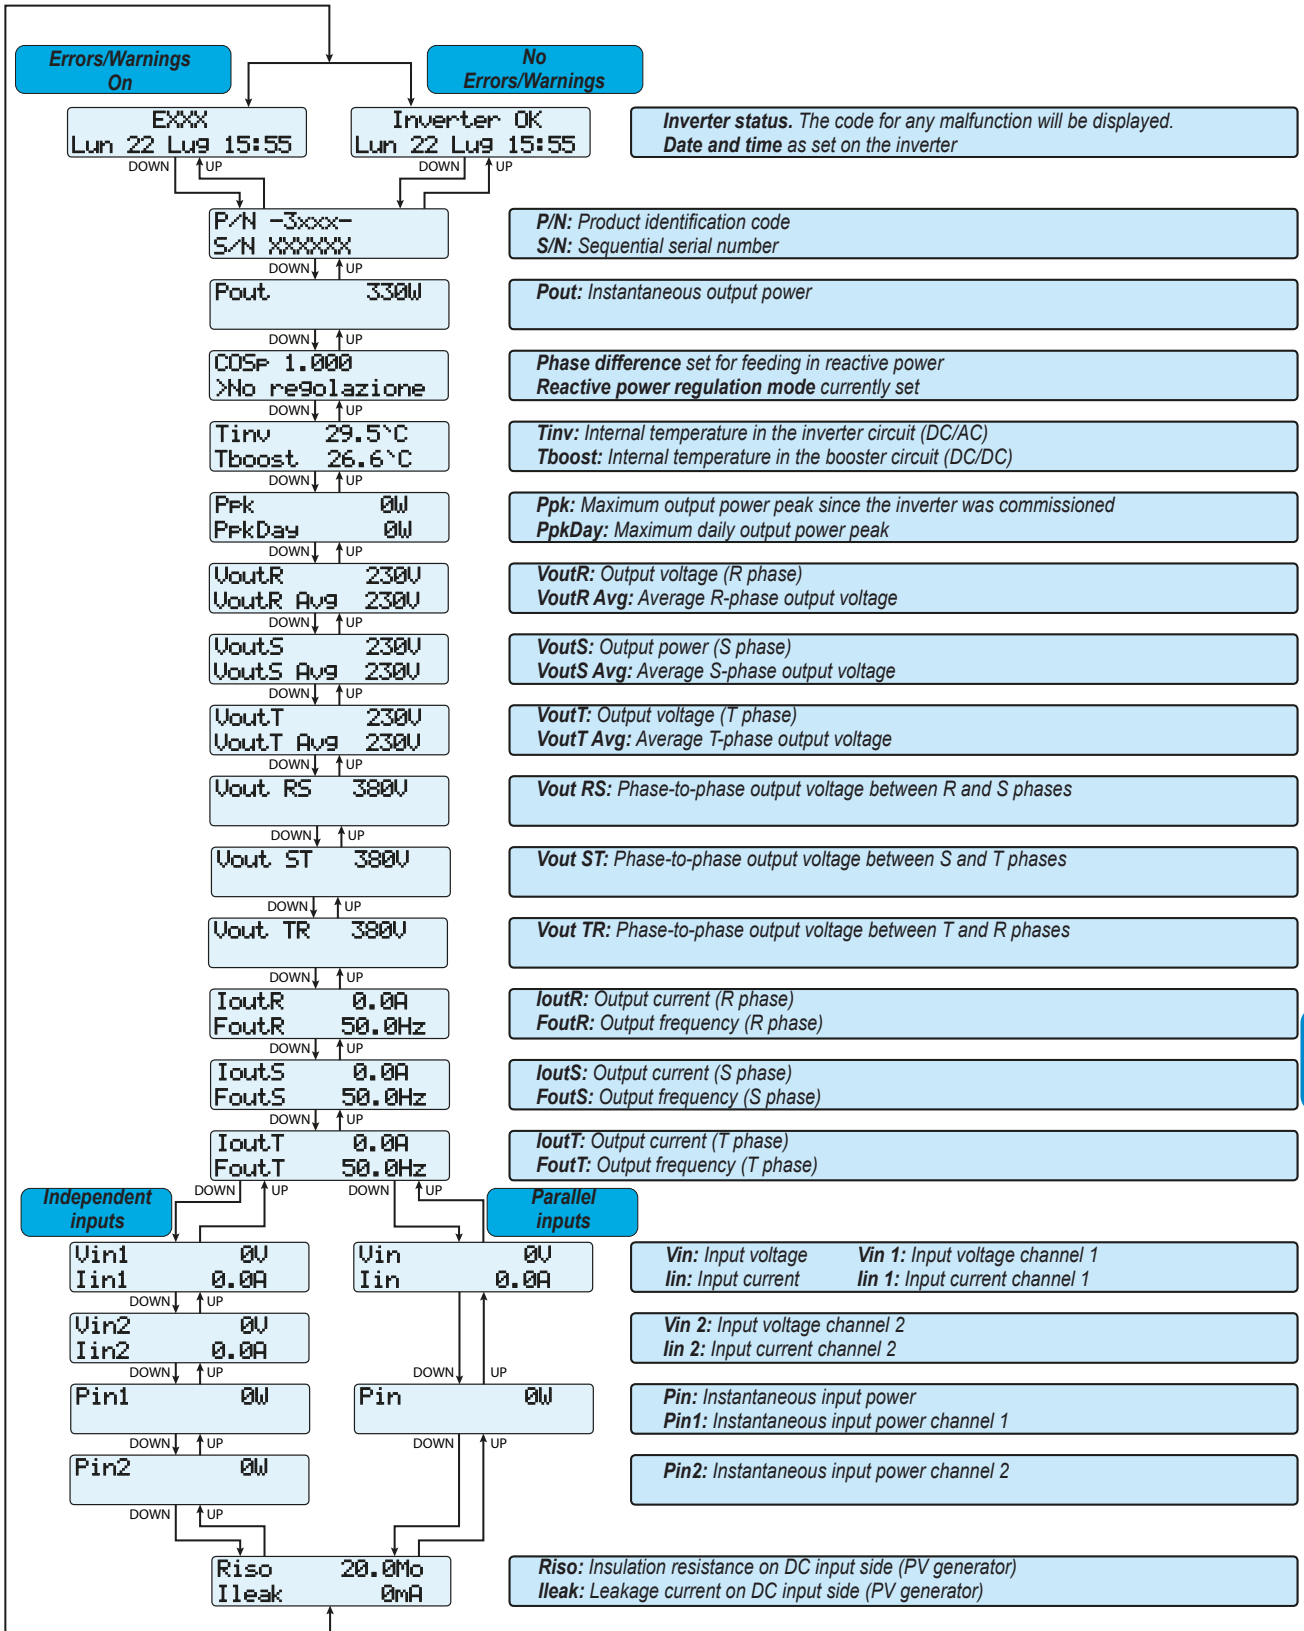 Errors/Warnings
On
No
Errors/Warnings
EXXX
Lun 22 Lug 15:55
Inverter OK
Lun 22 Lug 15:55
Inverter status. The code for any malfunction will be displayed.
Date and time as set on the inverter
DOWN UP
DOWN UP
P/N -3xxx-
S/N XXXXXX
P/N: Product identification code
S/N: Sequential serial number
DOWN UP
Pout 330W
Pout: Instantaneous output power
DOWN UP
COSP 1.000
>No regolazione
Phase difference set for feeding in reactive power
Reactive power regulation mode currently set
DOWN UP
Tinv 29.5`C
Tboost 26.6`C
Tinv: Internal temperature in the inverter circuit (DC/AC)
Tboost: Internal temperature in the booster circuit (DC/DC)
DOWN UP
Ppk 0W
PpkDay 0W
Ppk: Maximum output power peak since the inverter was commissioned
PpkDay: Maximum daily output power peak
DOWN UP
VoutR 230V
VoutR Avg 230V
VoutR: Output voltage (R phase)
VoutR Avg: Average R-phase output voltage
DOWN UP
VoutS 230V
VoutS Avg 230V
VoutS: Output power (S phase)
VoutS Avg: Average S-phase output voltage
DOWN UP
VoutT 230V
VoutT Avg 230V
VoutT: Output voltage (T phase)
VoutT Avg: Average T-phase output voltage
DOWN UP
Vout RS 380V
Vout RS: Phase-to-phase output voltage between R and S phases
DOWN UP
Vout ST 380V
Vout ST: Phase-to-phase output voltage between S and T phases
DOWN UP
Vout TR 380V
Vout TR: Phase-to-phase output voltage between T and R phases
DOWN UP
IoutR 0.0A
FoutR 50.0Hz
IoutR: Output current (R phase)
FoutR: Output frequency (R phase)
DOWN UP
IoutS 0.0A
FoutS 50.0Hz
IoutS: Output current (S phase)
FoutS: Output frequency (S phase)
DOWN UP
IoutT 0.0A
FoutT 50.0Hz
IoutT: Output current (T phase)
FoutT: Output frequency (T phase)
DOWN UP
DOWN UP
Independent
inputs
Parallel
inputs
Vin1 0V
Iin1 0.0A
Vin 0V
Iin 0.0A
Vin: Input voltage Vin 1: Input voltage channel 1
Iin: Input current Iin 1: Input current channel 1
DOWN UP
Vin2 0V
Iin2 0.0A
Vin 2: Input voltage channel 2
Iin 2: Input current channel 2
DOWN UP
DOWN UP
Pin1 0W
Pin 0W
Pin: Instantaneous input power
Pin1: Instantaneous input power channel 1
DOWN UP
DOWN UP
Pin2 0W
Pin2: Instantaneous input power channel 2
DOWN UP
Riso 20.0Mo
Ileak 0mA
Riso: Insulation resistance on DC input side (PV generator)
Ileak: Leakage current on DC input side (PV generator)